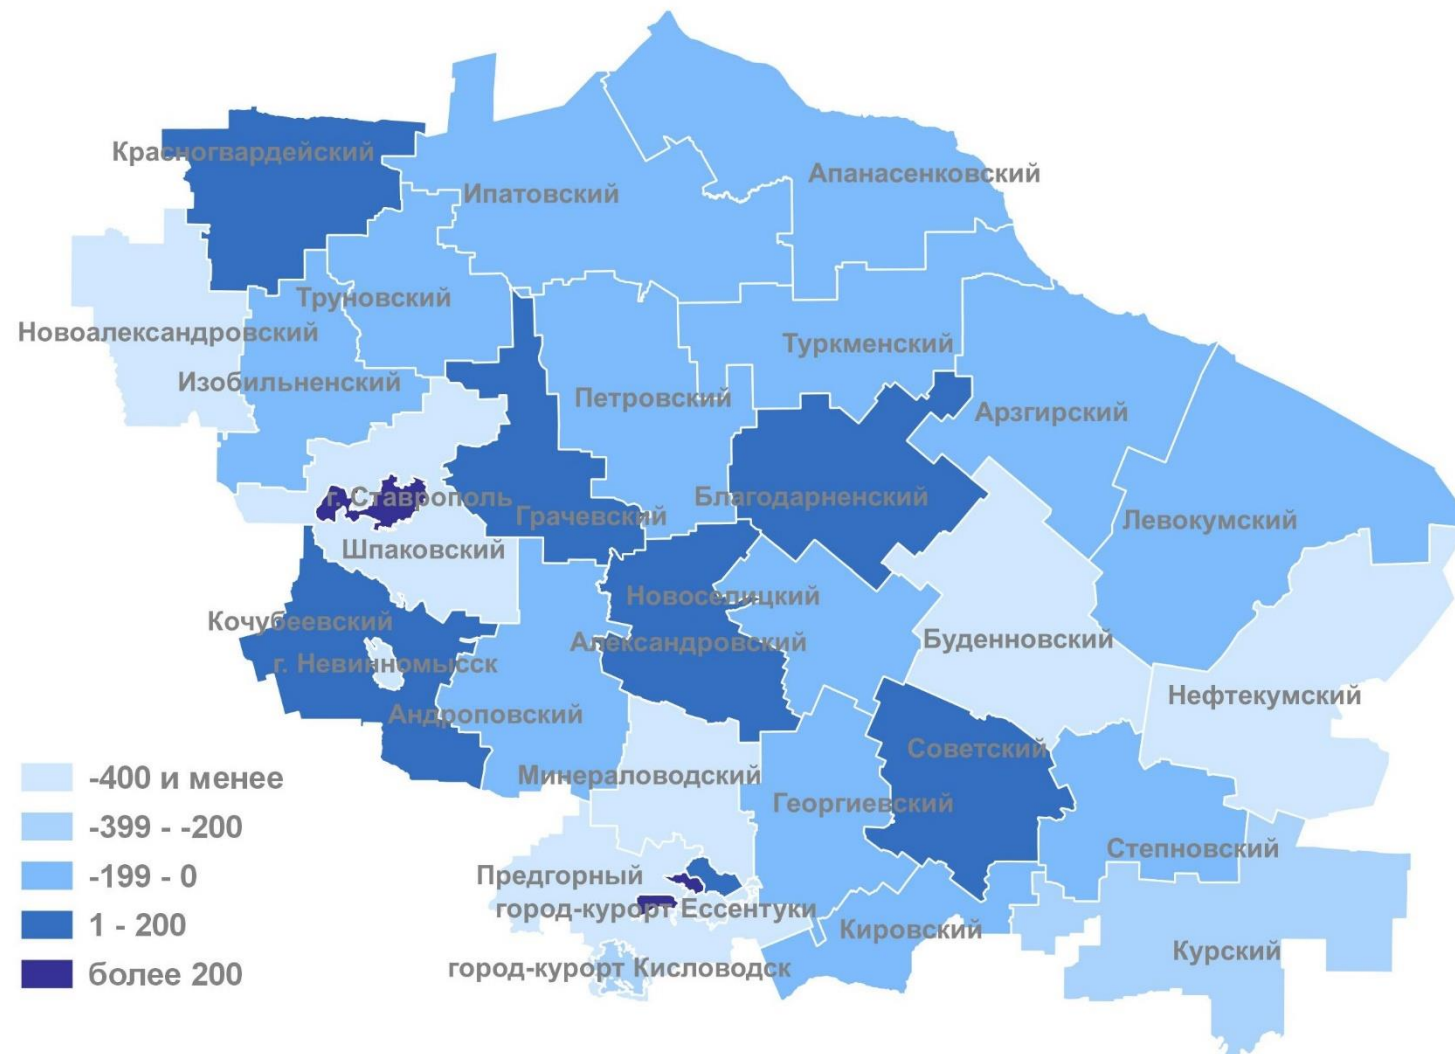 Красногвардейский
Апанасенковский
Ипатовский
Труновский
Новоалександровский
Туркменский
Изобильненский
Петровский
Арзгирский
г. Ставрополь
Благодарненский
Грачевский
Левокумский
Шпаковский
Новоселицкий
Кочубеевский
Александровский
Буденновский
г. Невинномысск
Нефтекумский
Андроповский
Советский
Минераловодский
Георгиевский
Степновский
Предгорный
город-курорт Ессентуки
Кировский
Курский
город-курорт Кисловодск
-400 и менее
-399 - -200
-199 - 0
1 - 200
более 200